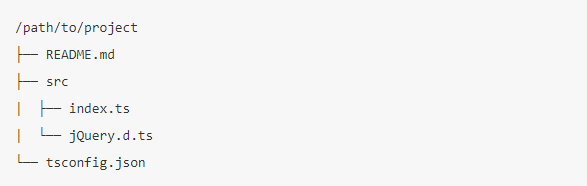 /path/to/project
├── README.md
├── src
|   ├── index.ts
|   └── jQuery.d.ts
└── tsconfig.json